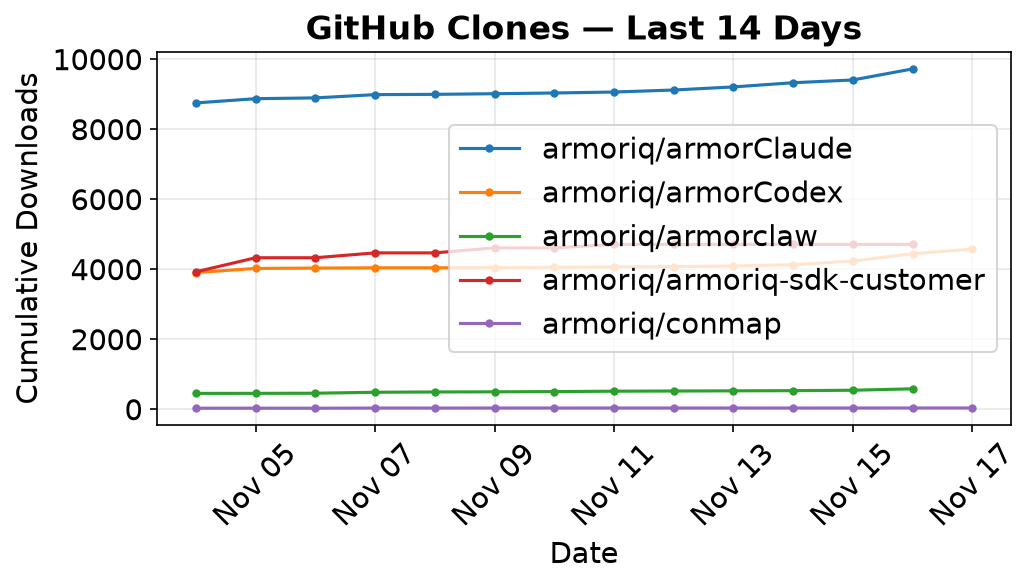 GitHub Clones — Last 14 Days
Cumulative Downloads
10000
8000
6000
4000
2000
0
armoriq/armorClaude
armoriq/armorCodex
armoriq/armorclaw
armoriq/armoriq-sdk-customer
armoriq/conmap
Nov 05
Nov 07
Nov 09
Nov 11
Nov 13
Nov 15
Nov 17
Date